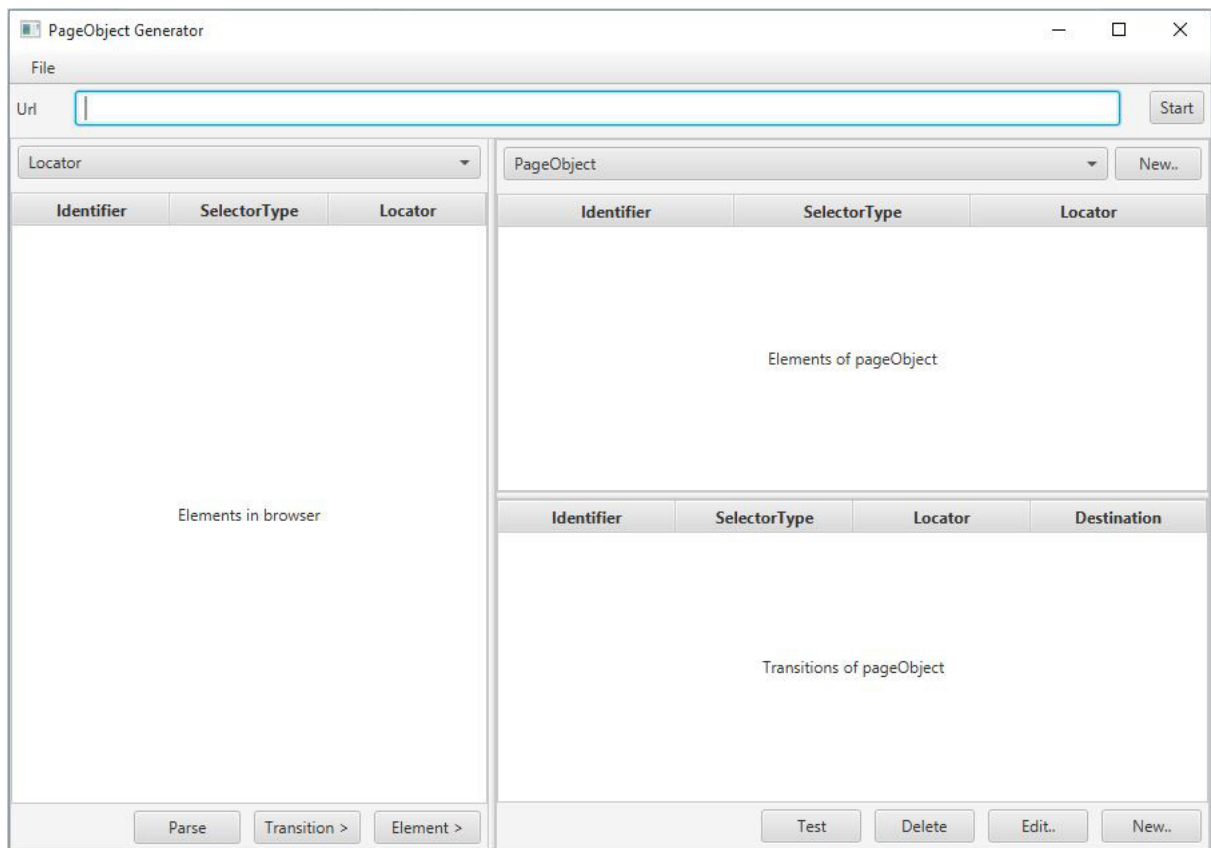 PageObject Generator
File
Url
Start
Locator
PageObject
New..
Identifier SelectorType Locator
Identifier SelectorType Locator
Elements of pageObject
Elements in browser
Identifier SelectorType Locator Destination
Transitions of pageObject
Parse
Transition >
Element >
Test
Delete
Edit..
New..